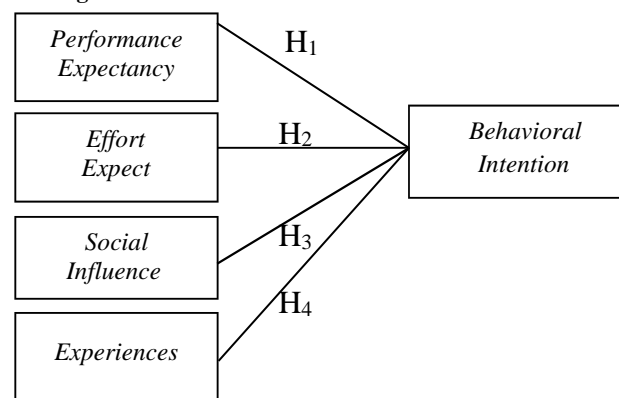 Performance
Expectancy
H1
Effort
Expect
H2
Behavioral
Intention
Social
Influence
H3
H4
Experiences